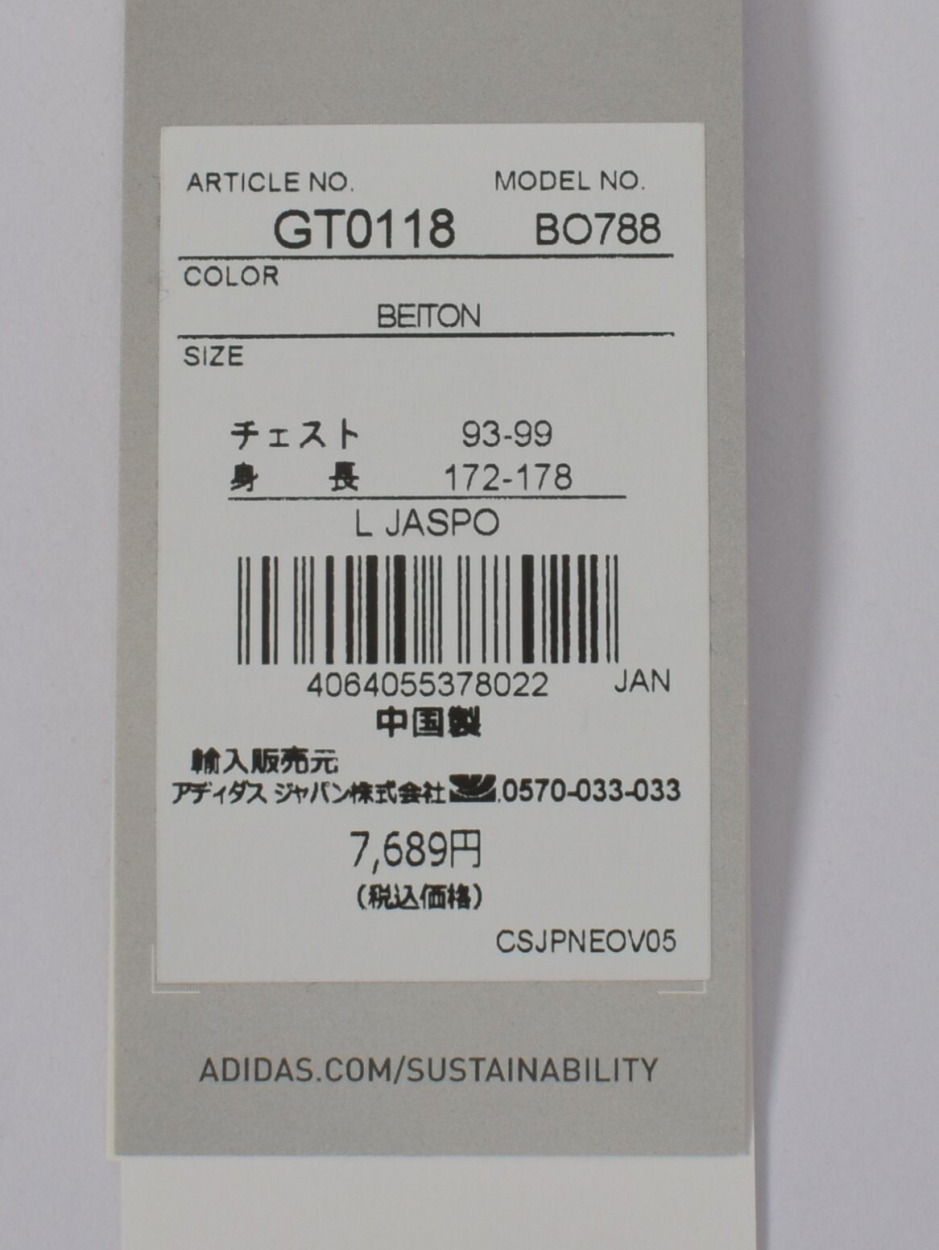 ARTICLE NO. MODEL NO.
GT0118 BO788
COLOR
BEITON
SIZE
チェスト 93-99
身 長 172-178
L JASPO
4064055378022 JAN
中国製
輸入販売元
アディダス ジャパン株式会社 .0570-033-033
7,689円
(税込価格)
CSJPNEOV05
ADIDAS.COM/SUSTAINABILITY